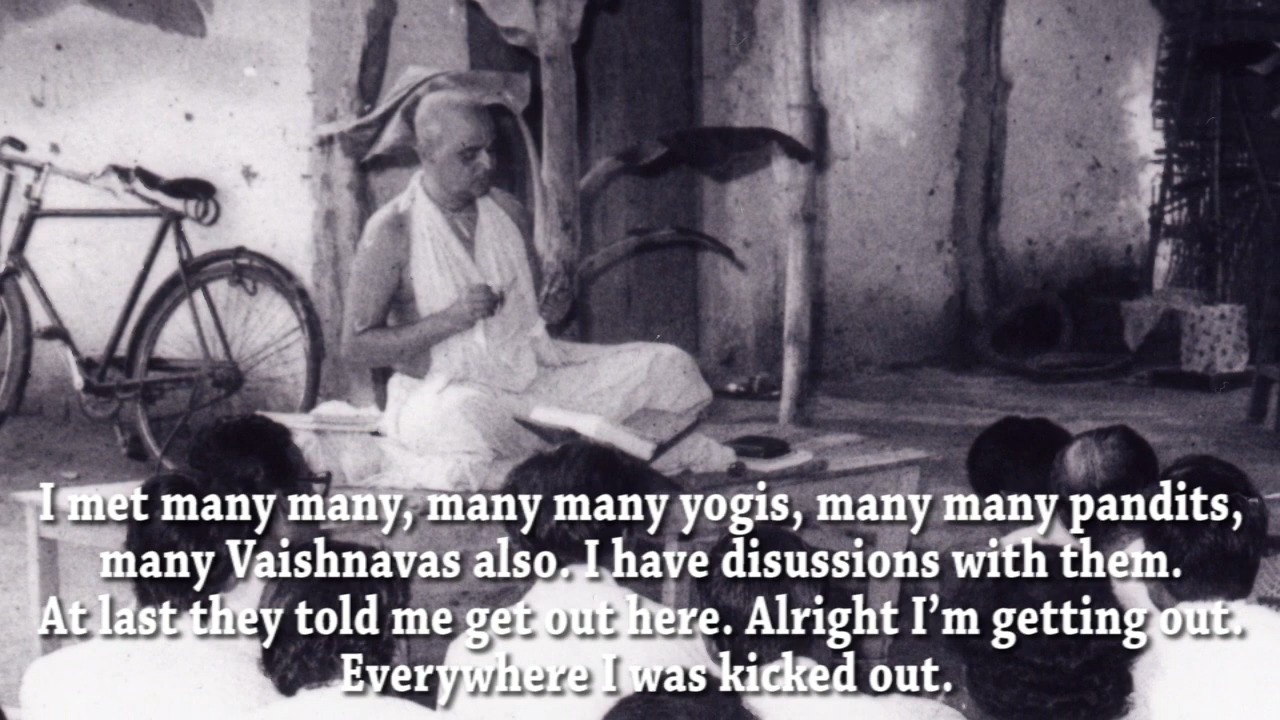 I met many many, many many yogis, many many pandits,
many Vaishnavas also. I have disussions with them.
At last they told me get out here. Alright I’m getting out.
Everywhere I was kicked out.